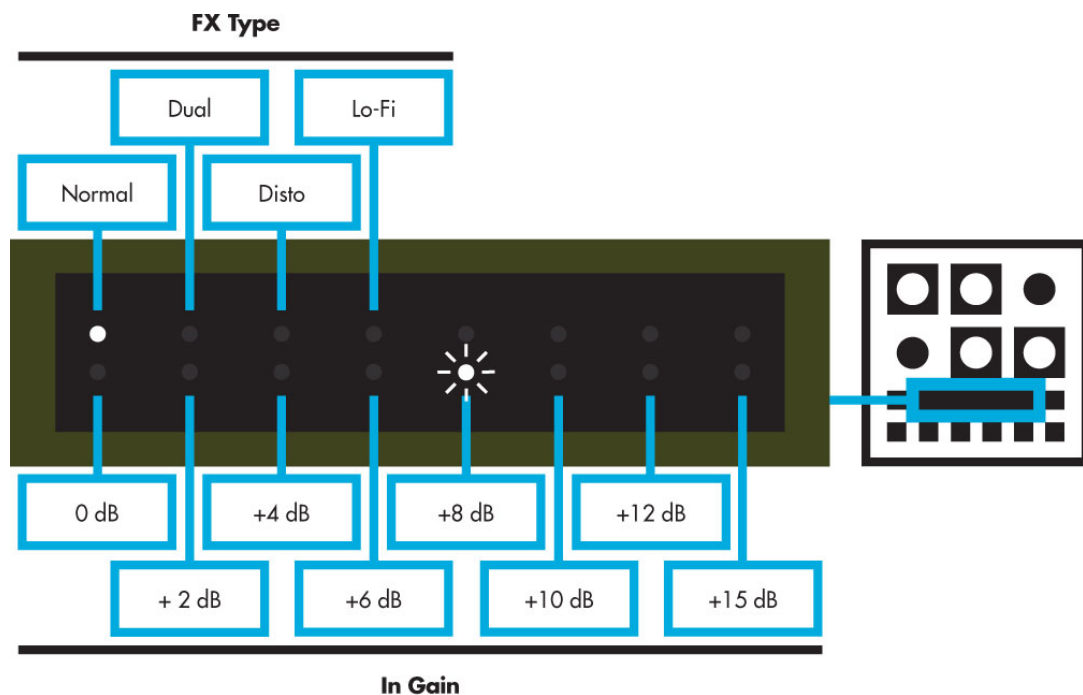 FX Type
Dual
Lo-Fi
Normal
Disto
0 dB
+4 dB
+8 dB
+12 dB
+ 2 dB
+6 dB
+10 dB
+15 dB
In Gain